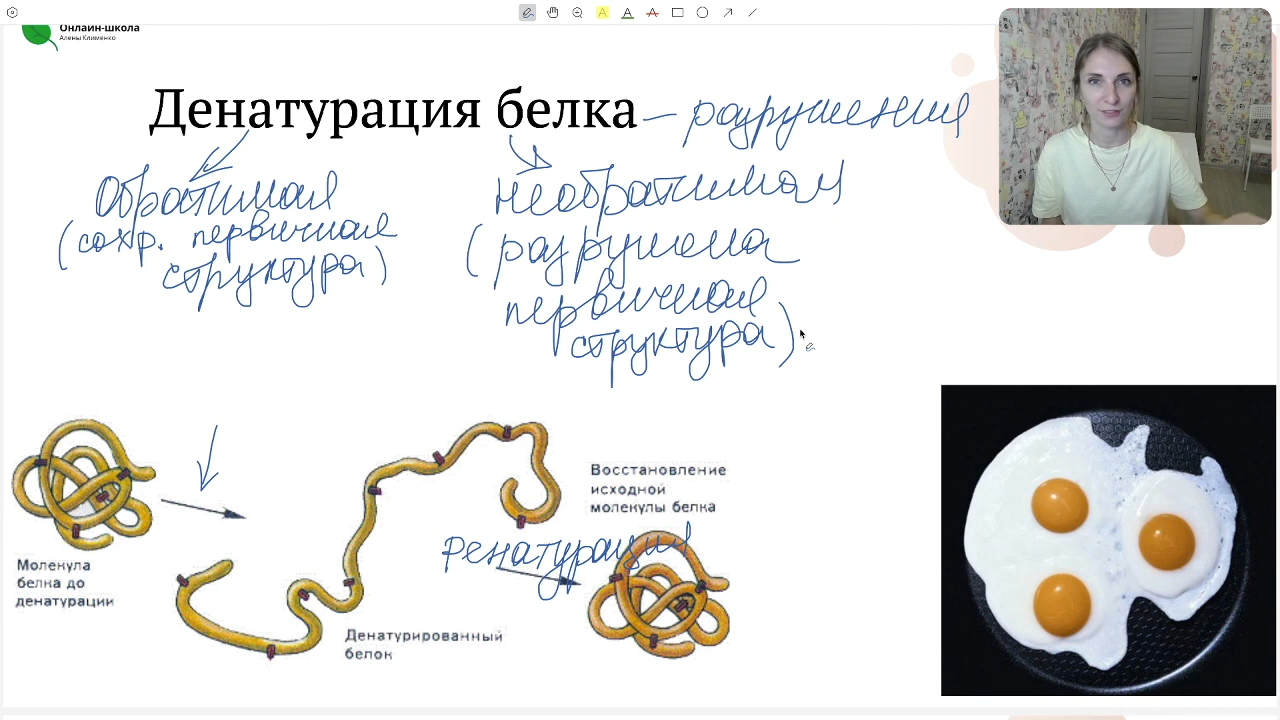 Онлайн-школа
Алены Клименко
Денатурация белка — разрушение
Обратимая
(сохр. первичная
структура)
Необратимая
(разрушена
первичная
структура)
Молекула
белка до
денатурации
Денатурированный
белок
Ренатурация
Восстановление
исходной
молекулы белка